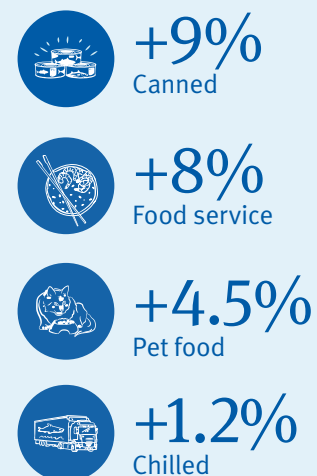 +9%
Canned
+8%
Food service
+4.5%
Pet food
+1.2%
Chilled